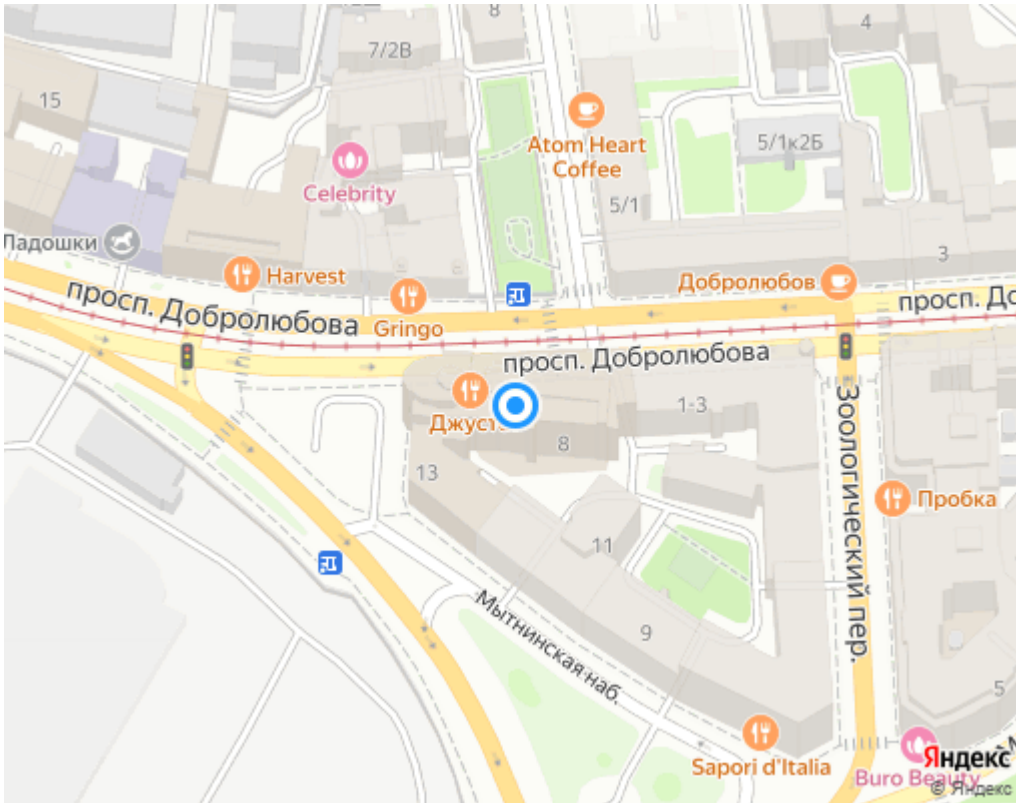 8
7/2В
4
15
Atom Heart
Coffee
5/1к2Б
Celebrity
5/1
Ладошки
3
Harvest
Добролюбов
просп. Добролюбова
Gringo
просп. До
просп. Добролюбова
Джуст
1-3
8
13
Зоологический пер.
Пробка
11
Мытнинская наб.
9
5
Sapori d'Italia
Buro Beauty
Яндекс
© Яндекс